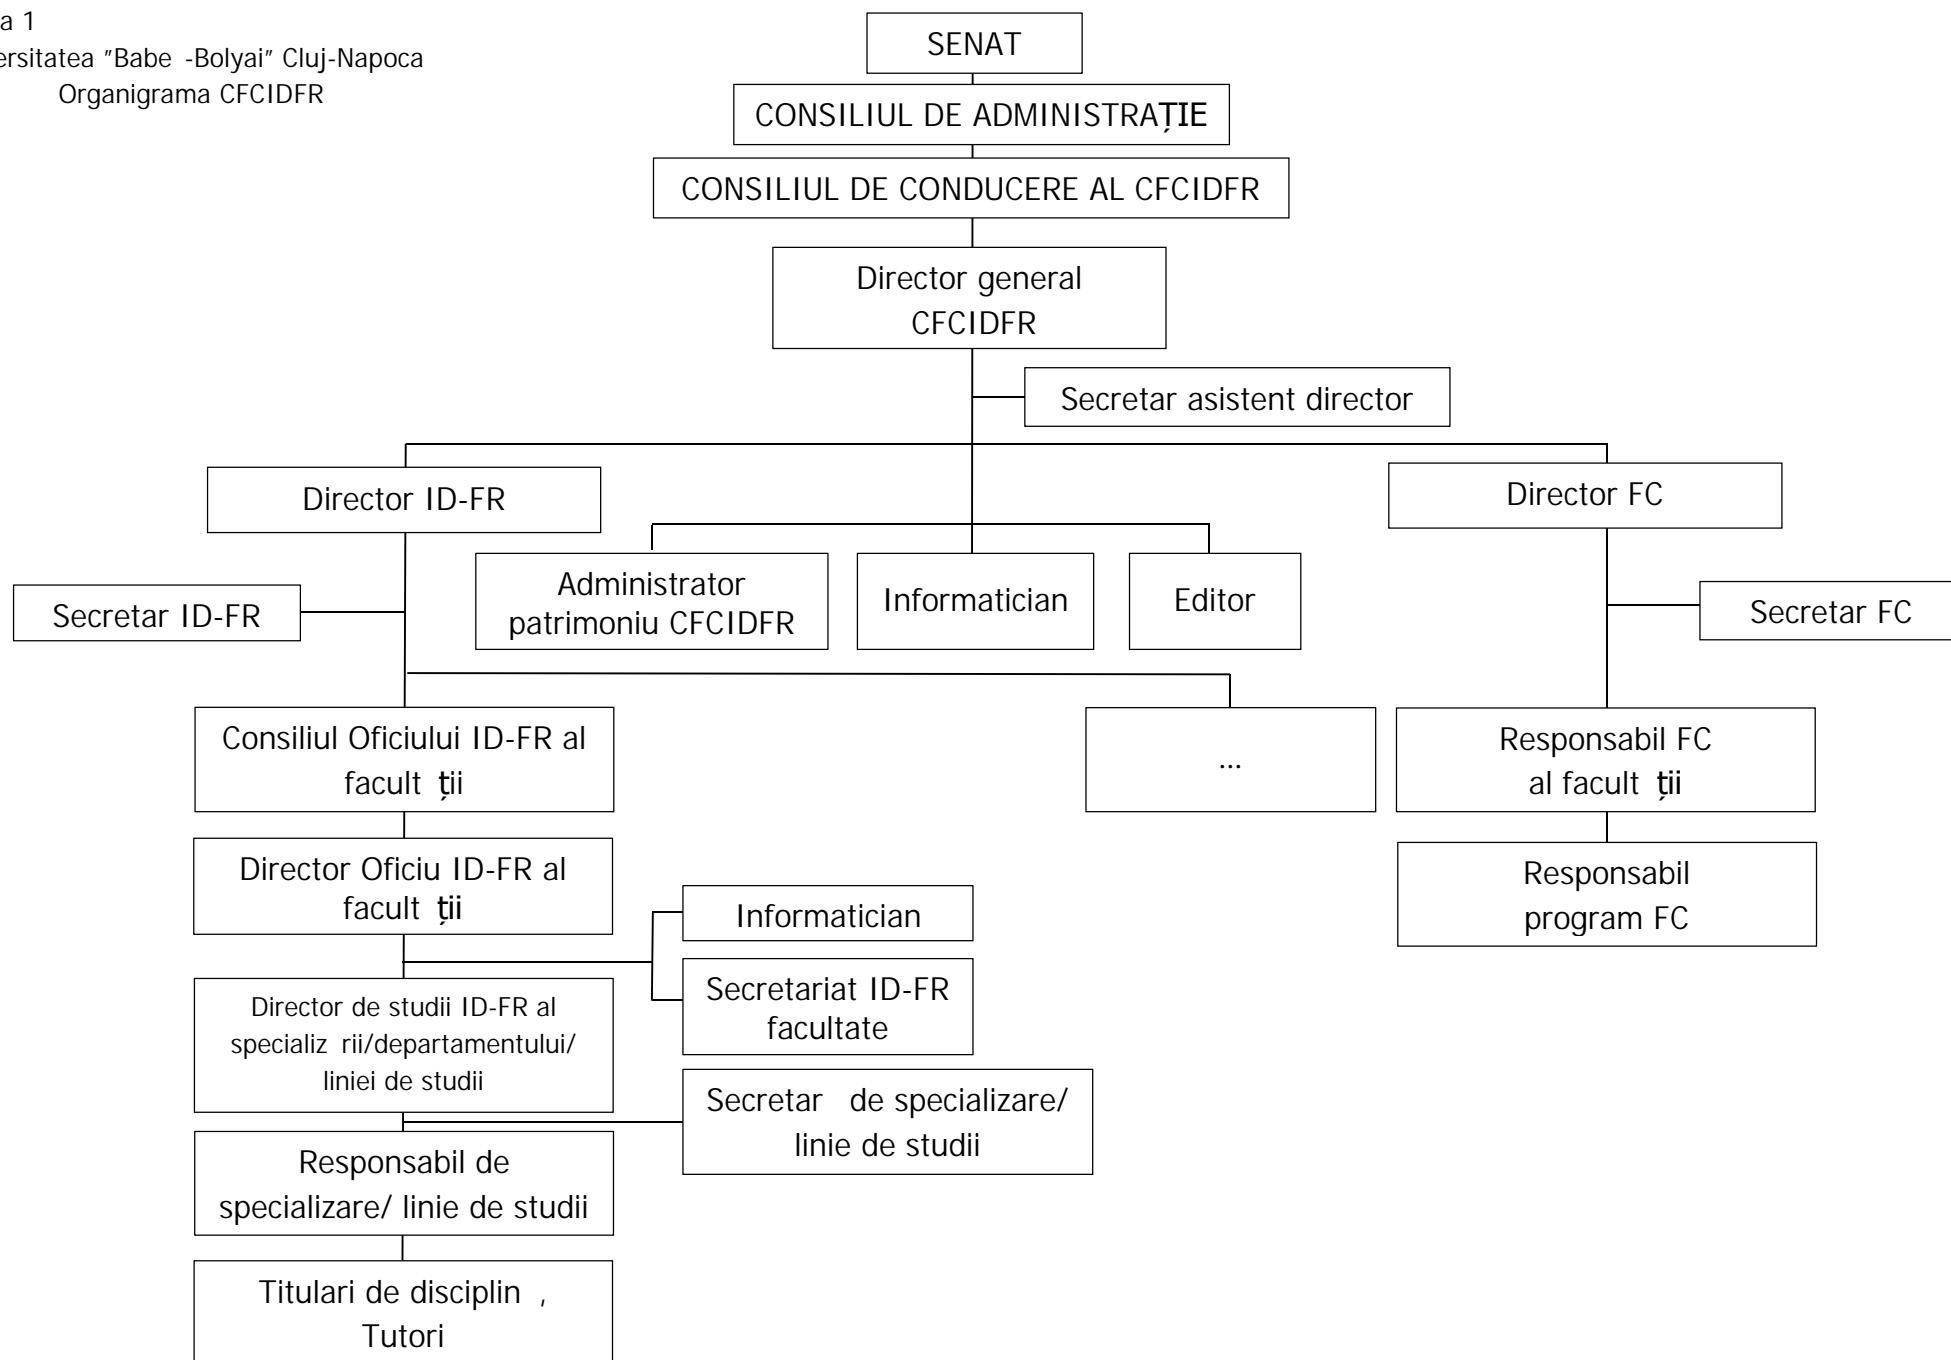 a 1
ersitatea "Babe -Bolyai" Cluj-Napoca
Organigrama CFCIDFR
SENAT
CONSILIUL DE ADMINISTRAȚIE
CONSILIUL DE CONDUCERE AL CFCIDFR
Director general
CFCIDFR
Secretar asistent director
Director ID-FR
Director FC
Administrator
patrimoniu CFCIDFR
Informatician
Editor
Secretar ID-FR
Secretar FC
Consiliul Oficiului ID-FR al
facult ții
...
Responsabil FC
al facult ții
Director Oficiu ID-FR al
facult ții
Responsabil
program FC
Informatician
Secretariat ID-FR
facultate
Director de studii ID-FR al
specializ rii/departamentului/
liniei de studii
Secretar de specializare/
linie de studii
Responsabil de
specializare/ linie de studii
Titulari de disciplin ,
Tutori